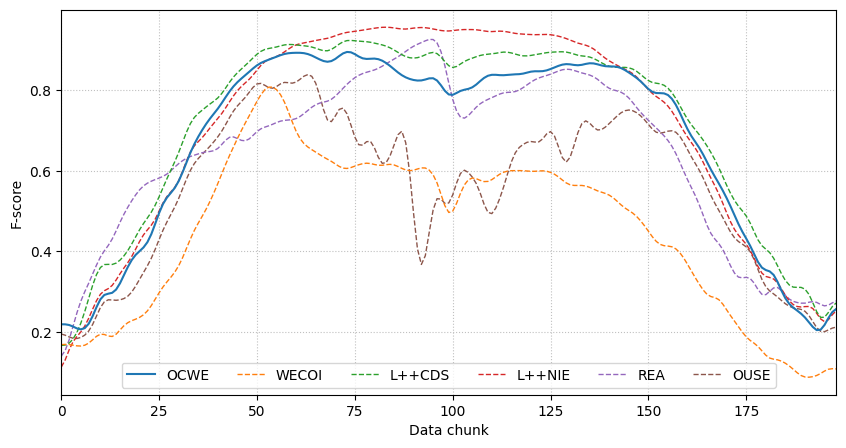 0.8
0.6
0.4
0.2
F-score
OCWE WECOI L++CDS L++NIE REA OUSE
0 25 50 75 100 125 150 175
Data chunk